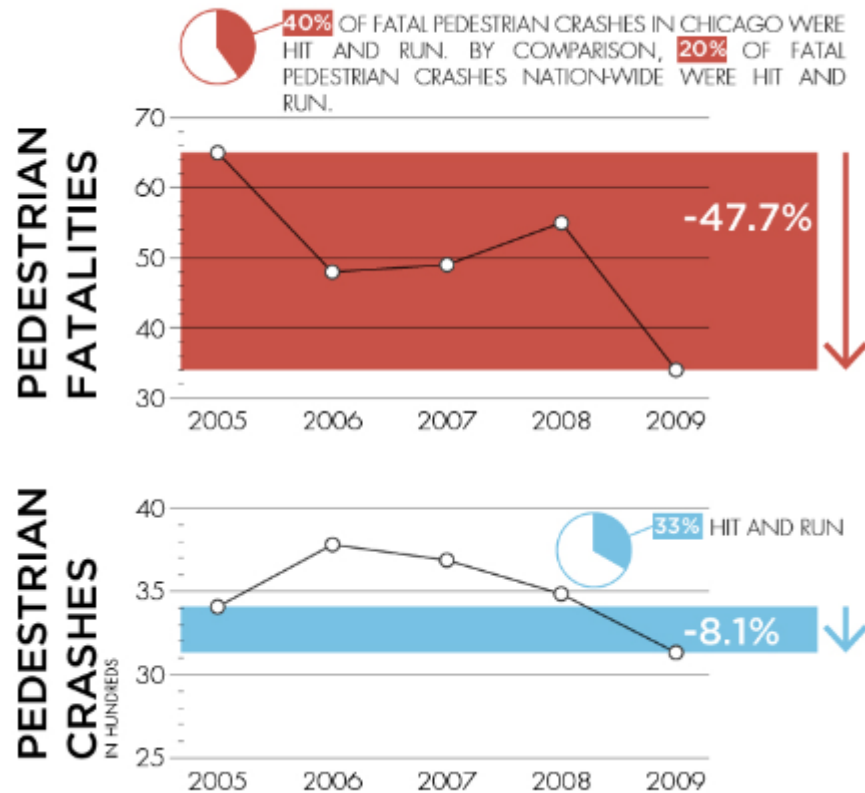 40% OF FATAL PEDESTRIAN CRASHES IN CHICAGO WERE
HIT AND RUN. BY COMPARISON, 20% OF FATAL
PEDESTRIAN CRASHES NATION-WIDE WERE HIT AND
RUN.
PEDESTRIAN
FATALITIES
70
60
50
40
30
-47.7%
2005 2006 2007 2008 2009
PEDESTRIAN
CRASHES
IN HUNDREDS
40
35
30
25
33% HIT AND RUN
-8.1%
2005 2006 2007 2008 2009